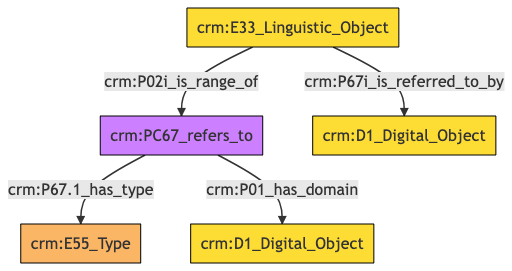 crm:E33_Linguistic_Object
crm:P02i_is_range_of
crm:P67i_is_referred_to_by
crm:PC67_refers_to
crm:D1_Digital_Object
crm:P67.1_has_type
crm:P01_has_domain
crm:E55_Type
crm:D1_Digital_Object